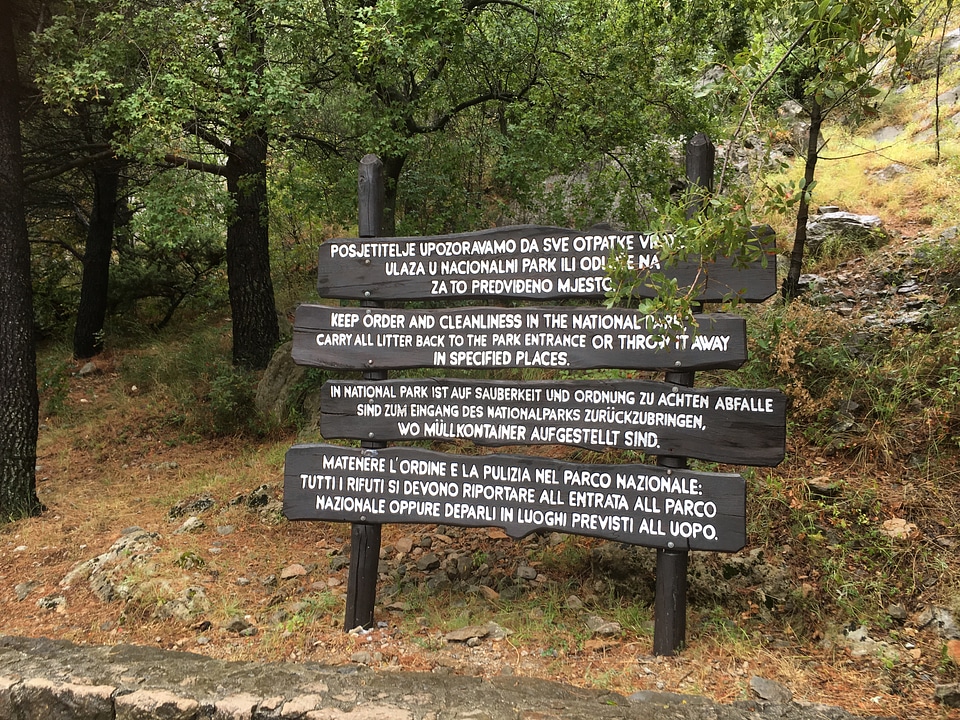 POSJETITELJE UPOZORAVAMO DA SVE OTPATKE
ULAZA U NACIONALNI PARK ILI NA
ZA TO PREDVIĐENO MJESTO.
KEEP ORDER AND CLEANLINESS IN THE NATIONAL PARK
CARRY ALL LITTER BACK TO THE PARK ENTRANCE OR THROW IT AWAY
IN SPECIFIED PLACES.
IN NATIONAL PARK IST AUF SAUBERKEIT UND ORDNUNG ZU ACHTEN ABFALLE
SIND ZUM EINGANG DES NATIONALPARKS ZURÜCKZUBRINGEN,
WO MÜLLKONTAINER AUFGESTELLT SIND.
MATENERE L'ORDINE E LA PULIZIA NEL PARCO NAZIONALE:
TUTTI I RIFUTI SI DEVONO RIPORTARE ALL ENTRATA ALL PARCO
NAZIONALE OPPURE DEPARLI IN LUOGHI PREVISTI ALL UOPO.